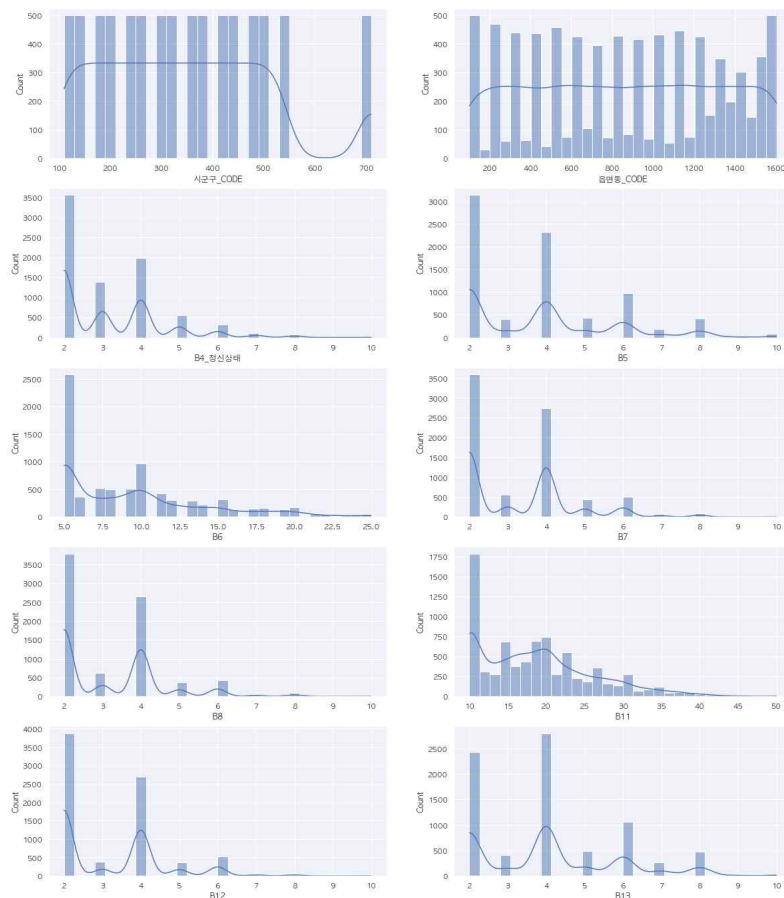 500 500
400 400
300 300
200 200
100 100
0 0
Count Count
100 200 300 400 500 600 700 200 400 600 800 1000 1200 1400 1600
시군구_CODE 읍면동_CODE
3500 3000
3000 2500
2500 2000
2000 1500
1500 1000
1000 500
500 0
0
Count Count
2 3 4 5 6 7 8 9 10 2 3 4 5 6 7 8 9 10
B4_정신상태 B5
2500 3500
2000 3000
1500 2500
1000 2000
500 1500
0 1000
500
0
Count Count
5.0 7.5 10.0 12.5 15.0 17.5 20.0 22.5 25.0 2 3 4 5 6 7 8 9 10
B6 B7
3500 1750
3000 1500
2500 1250
2000 1000
1500 750
1000 500
500 250
0 0
Count Count
2 3 4 5 6 7 8 9 10 10 15 20 25 30 35 40 45 50
B8 B11
4000 2500
3500 2000
3000 1500
2500 1000
2000 500
1500 0
1000
500
0
Count Count
2 3 4 5 6 7 8 9 10 2 3 4 5 6 7 8 9 10
B12 B13